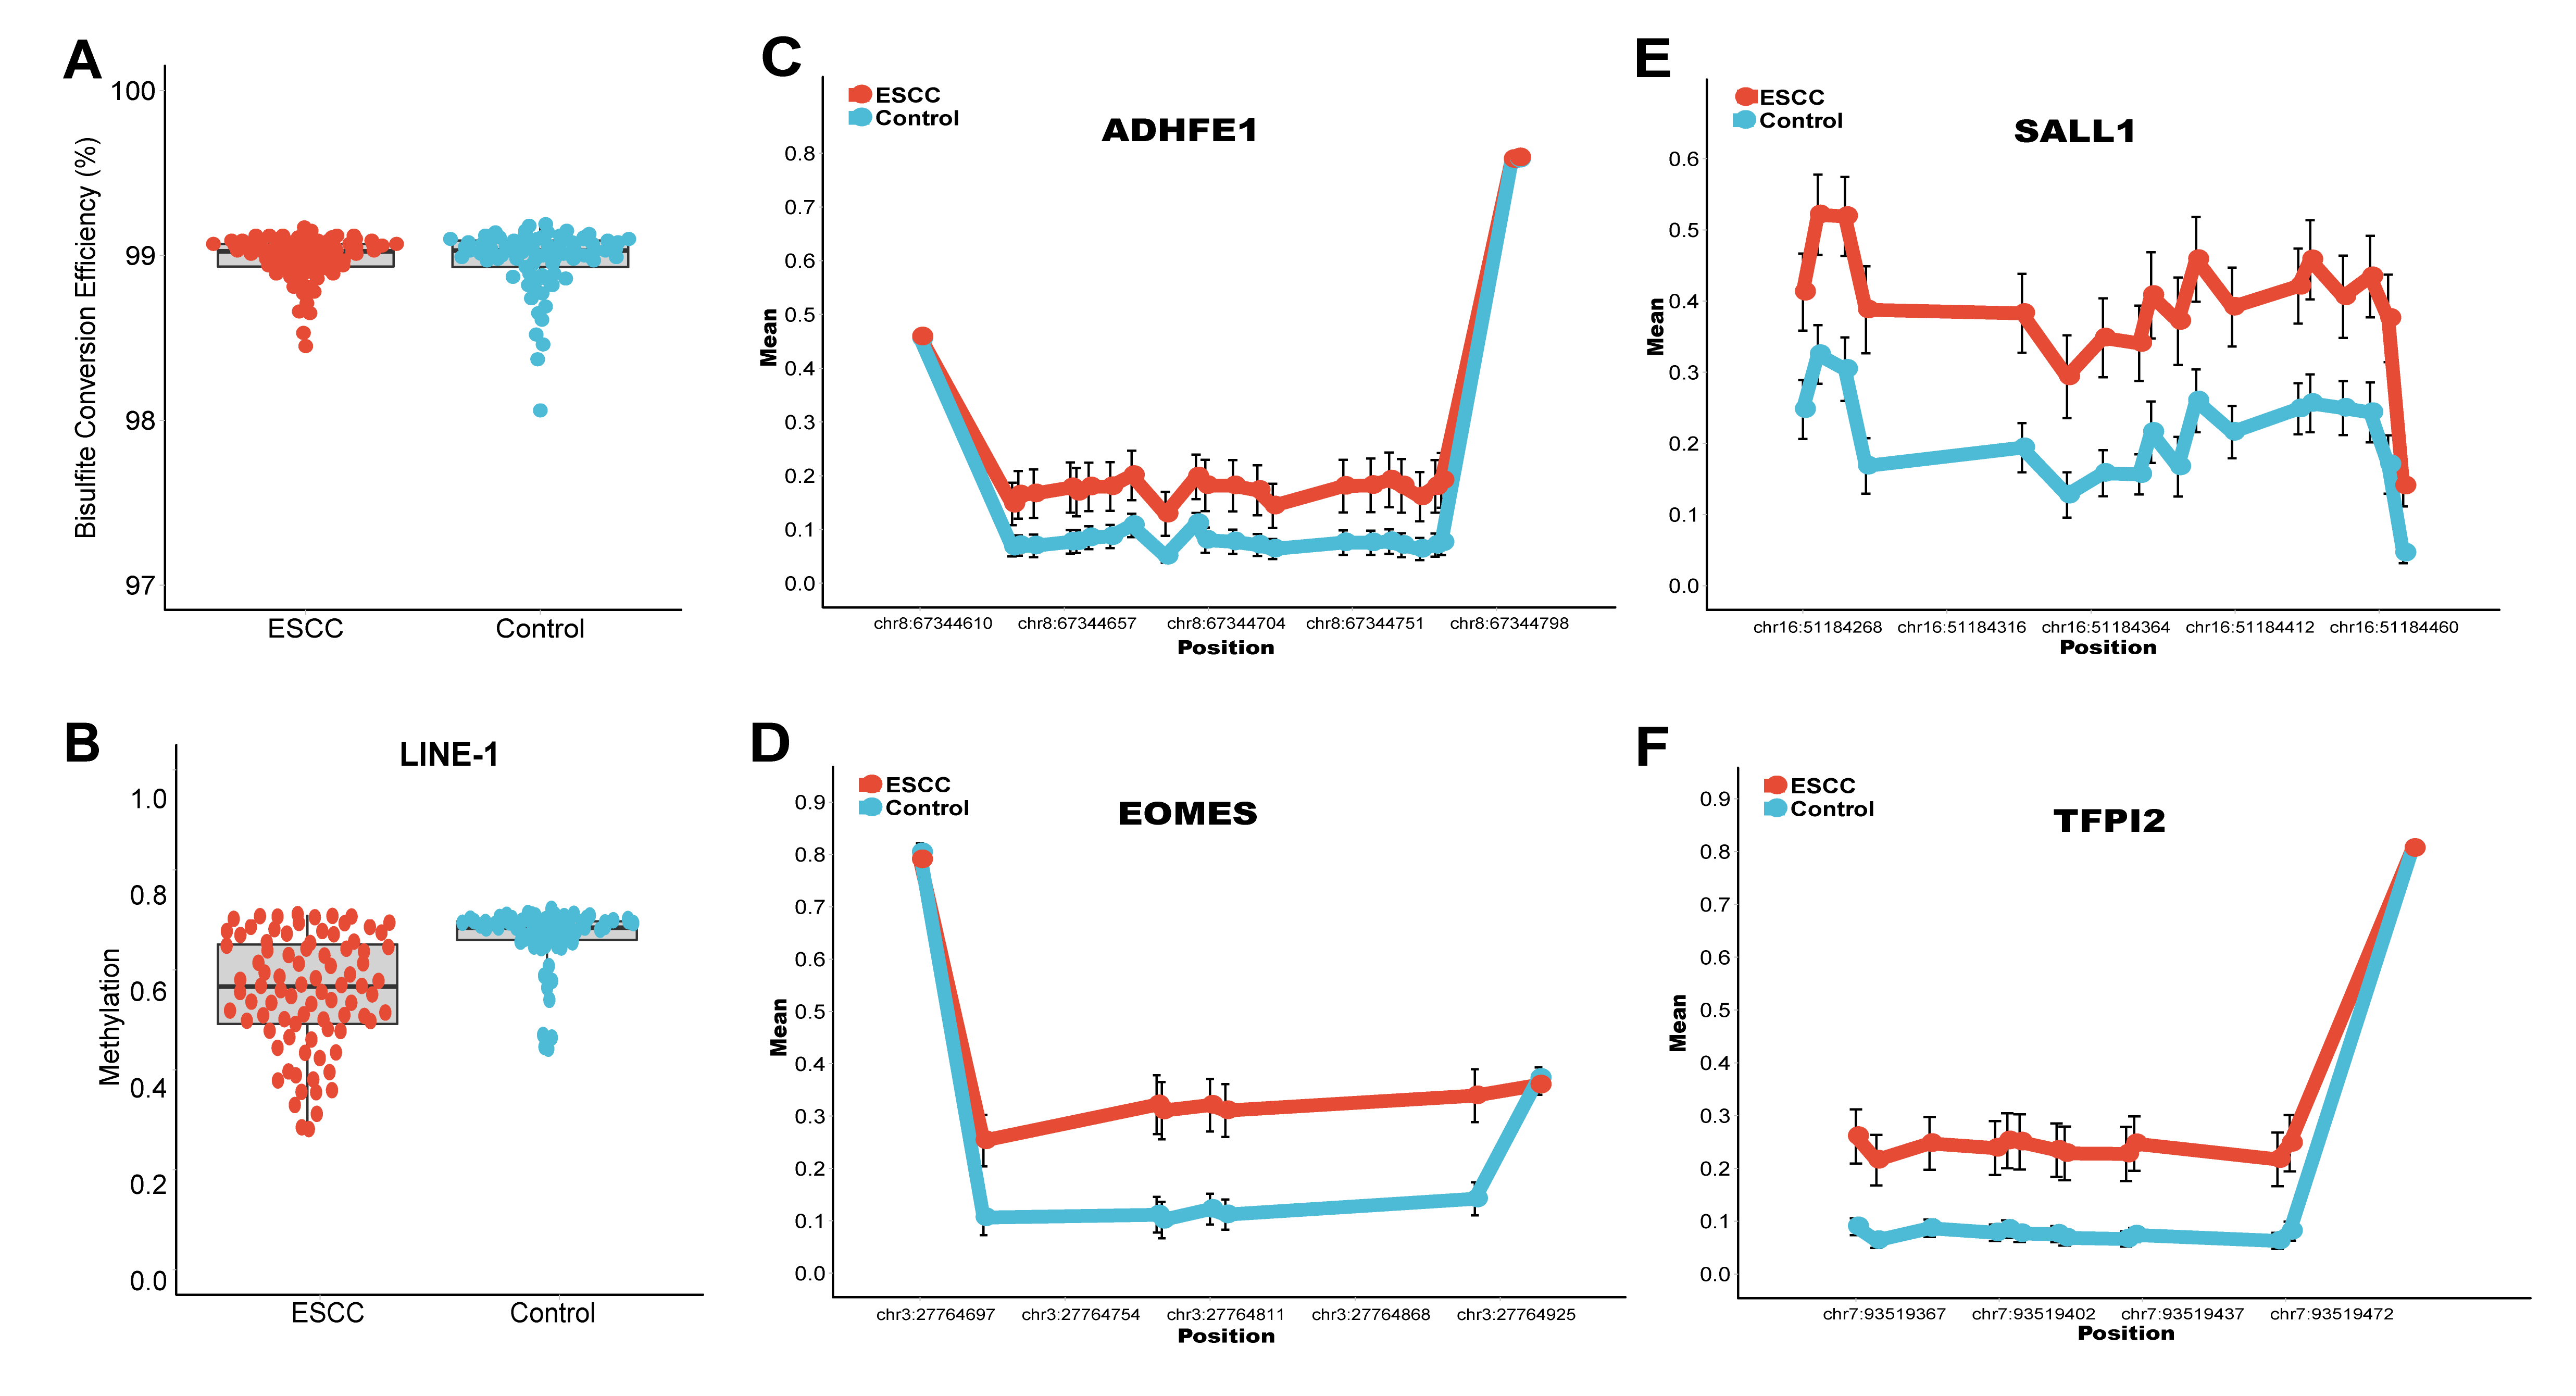 A
100
99
98
97
Bisulfite Conversion Efficiency (%)
ESCC
Control
B
LINE-1
1.0
0.8
0.6
0.4
0.2
0.0
Methylation
ESCC
Control
C
ESCC
Control
ADHFE1
0.8
0.7
0.6
0.5
0.4
0.3
0.2
0.1
0.0
Mean
chr8:67344610 chr8:67344657 chr8:67344704 chr8:67344751 chr8:67344798
Position
D
ESCC
Control
EOMES
0.9
0.8
0.7
0.6
0.5
0.4
0.3
0.2
0.1
0.0
Mean
chr3:27764697 chr3:27764754 chr3:27764811 chr3:27764868 chr3:27764925
Position
E
ESCC
Control
SALL1
0.6
0.5
0.4
0.3
0.2
0.1
0.0
Mean
chr16:51184268 chr16:51184316 chr16:51184364 chr16:51184412 chr16:51184460
Position
F
ESCC
Control
TFPI2
0.9
0.8
0.7
0.6
0.5
0.4
0.3
0.2
0.1
0.0
Mean
chr7:93519367 chr7:93519402 chr7:93519437 chr7:93519472
Position